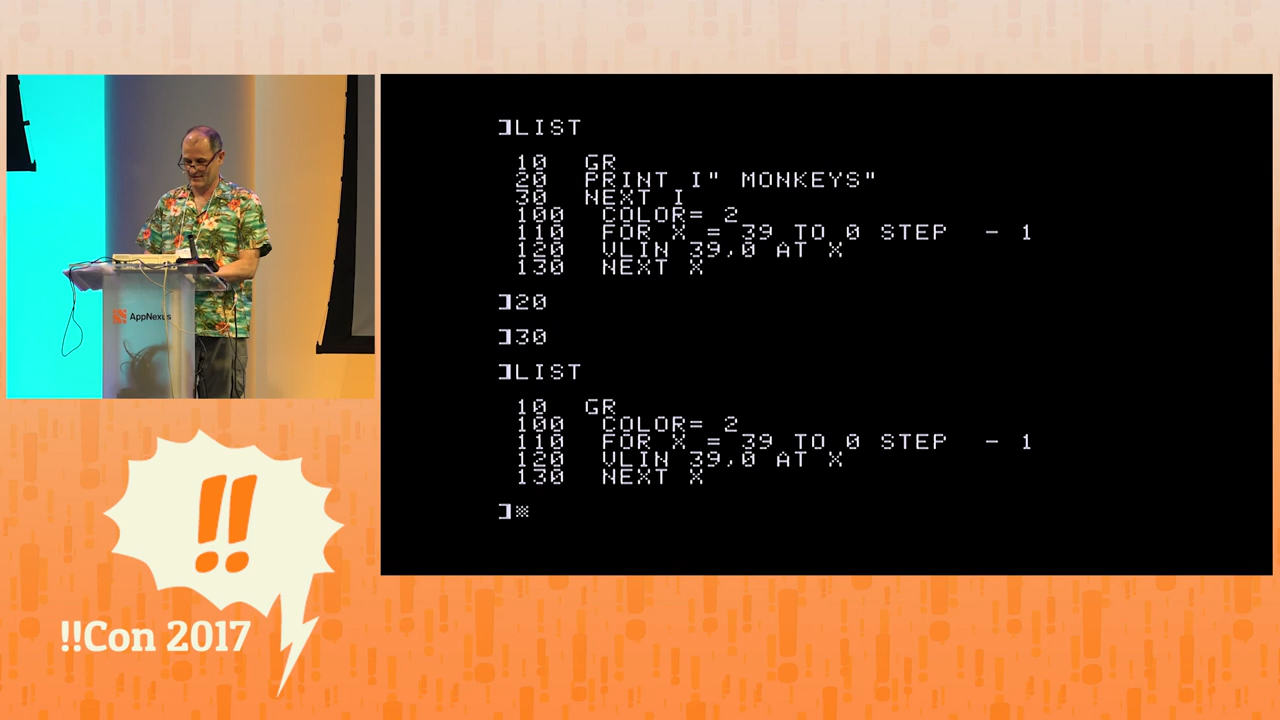 ]LIST
10 GR
20 PRINT I" MONKEYS"
30 NEXT I
100 COLOR= 2
110 FOR X = 39 TO 0 STEP - 1
120 VLIN 39,0 AT X
130 NEXT X
]20
]30
]LIST
10 GR
100 COLOR= 2
110 FOR X = 39 TO 0 STEP - 1
120 VLIN 39,0 AT X
130 NEXT X
]
AppNexus
!!
!!Con 2017